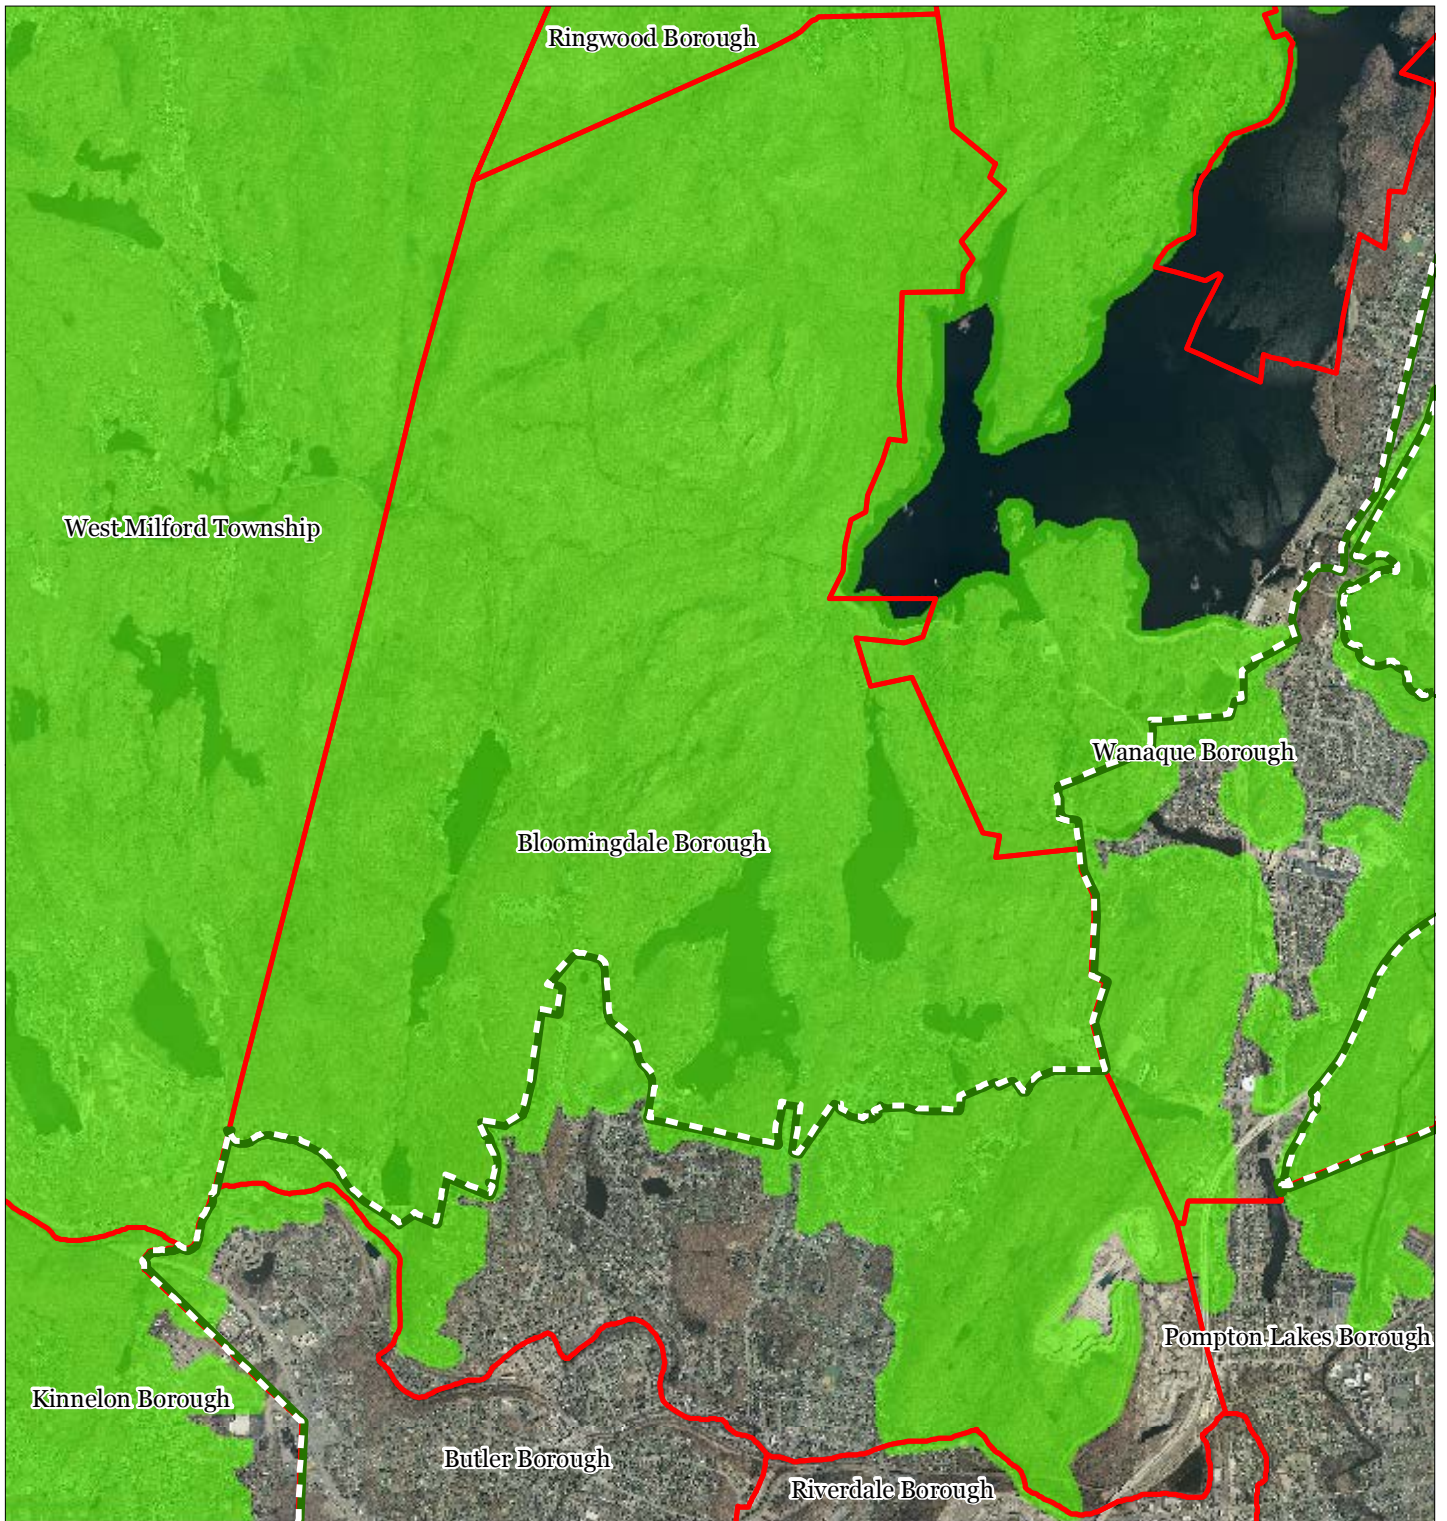 Ringwood Borough
West Milford Township
Wanaque Borough
Bloomingdale Borough
Pompton Lakes Borough
Kinnelon Borough
Butler Borough
Riverdale Borough